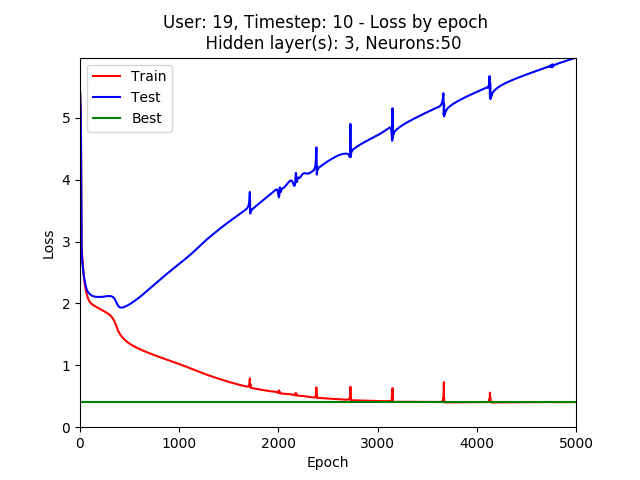 User: 19, Timestep: 10 - Loss by epoch
Hidden layer(s): 3, Neurons:50
Train
Test
Best
5
4
3
2
1
0
Loss
0 1000 2000 3000 4000 5000
Epoch